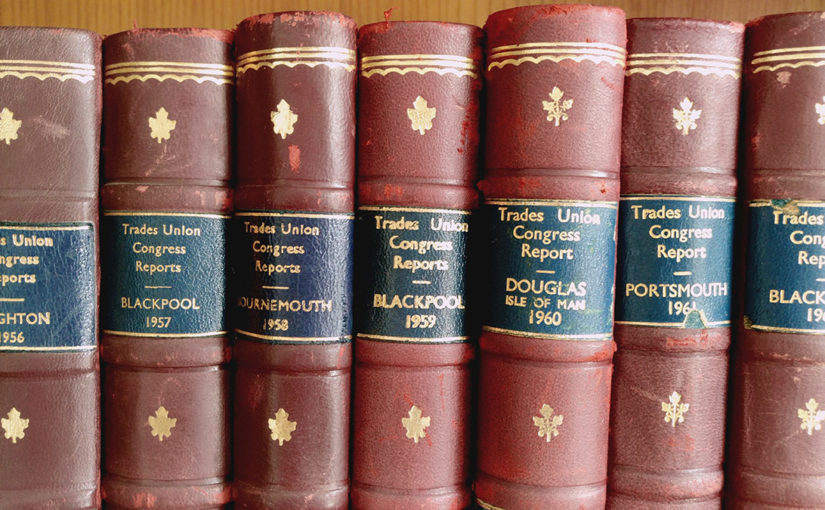 s Union
ngress
ports
GHTON
1956
Trades Union
Congress
Reports
BLACKPOOL
1957
Trades Union
Congress
Reports
BOURNEMOUTH
1958
Trades Union
Congress
Reports
BLACKPOOL
1959
Trades Union
Congress
Report
DOUGLAS
ISLE OF MAN
1960
Trades Union
Congress
Report
PORTSMOUTH
1961
Trades
Cong
Repo
BLACK
196